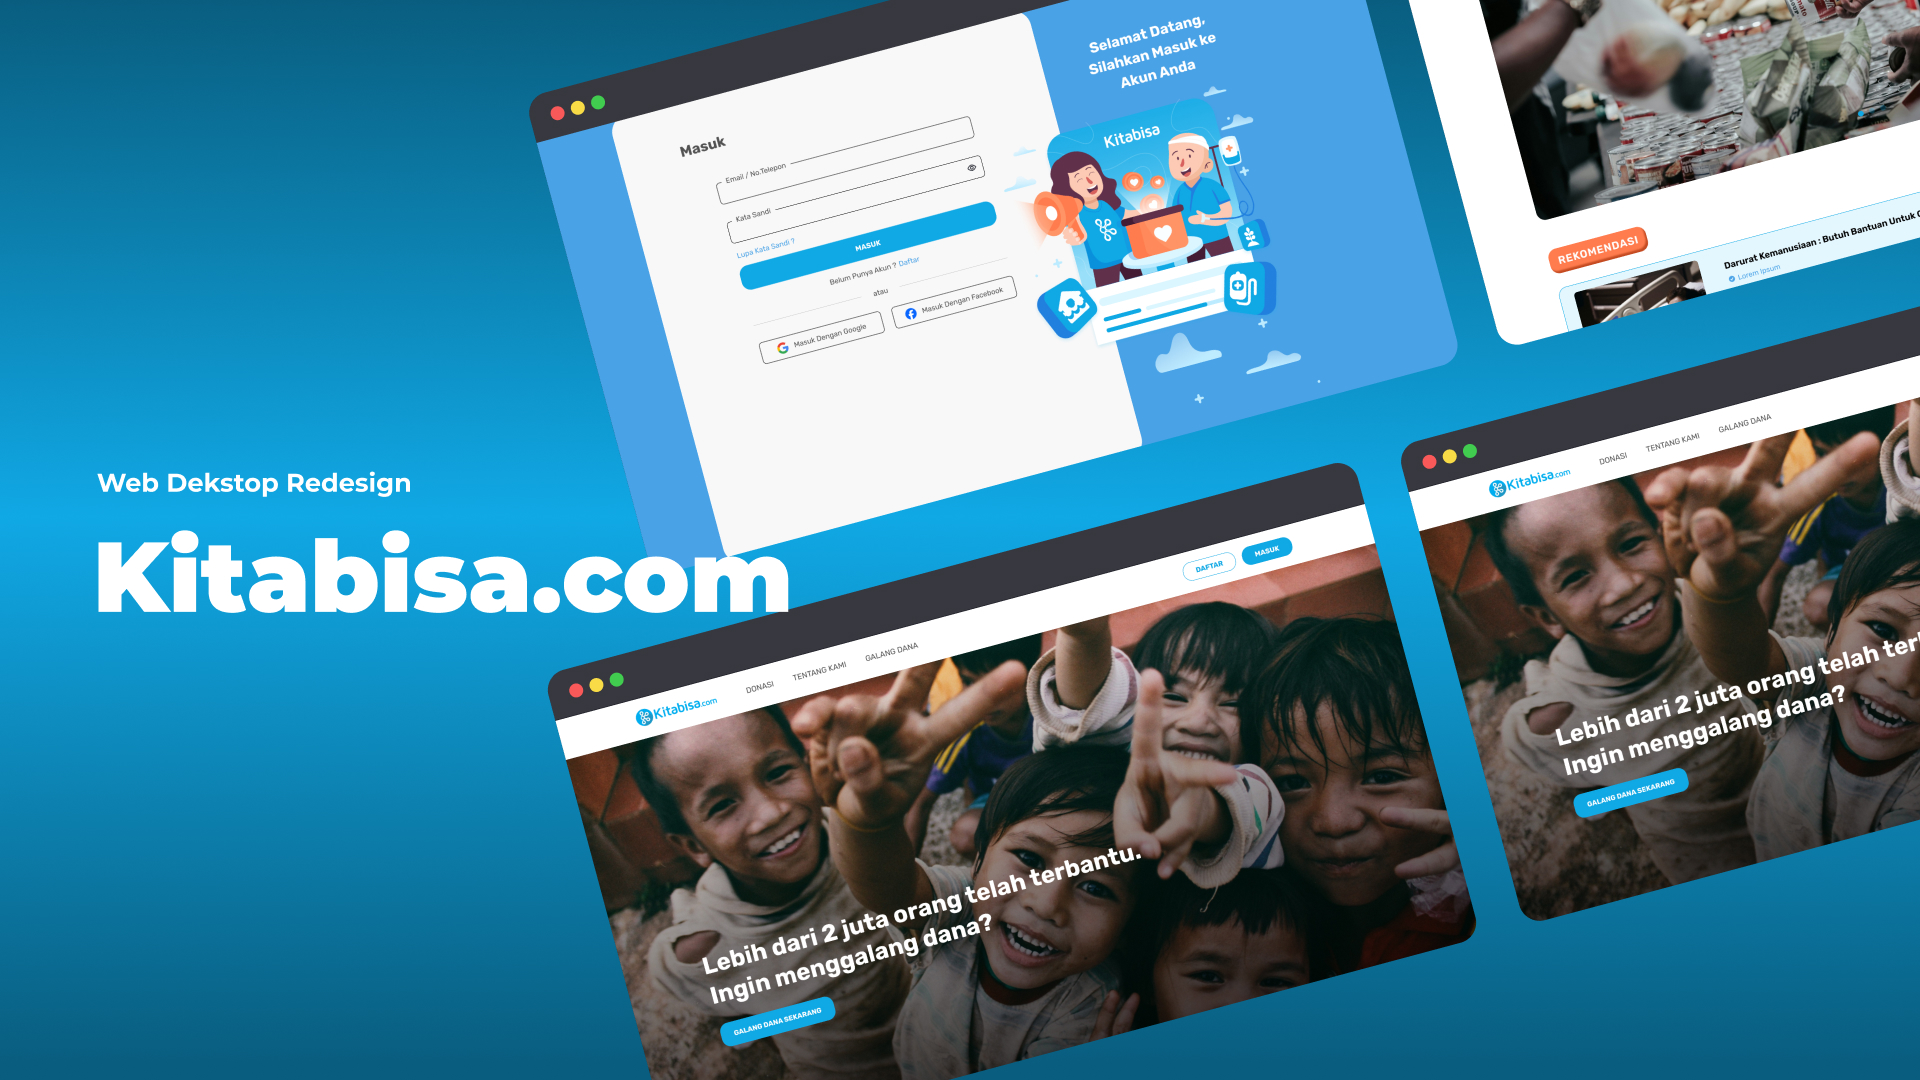 Web Dekstop Redesign
Kitabisa.com
Masuk
Email / No.Telepon
Kata Sandi
Lupa Kata Sandi ?
MASUK
Belum Punya Akun ? Daftar
atau
Masuk Dengan Google
Masuk Dengan Facebook
Selamat Datang,
Silahkan Masuk ke
Akun Anda
Kitabisa
REKOMENDASI
Darurat Kemanusiaan : Butuh Bantuan Untuk
Lorem Ipsum
Kitabisa.com
DONASI
TENTANG KAMI
GALANG DANA
DAFTAR
MASUK
Lebih dari 2 juta orang telah terbantu.
Ingin menggalang dana?
GALANG DANA SEKARANG
Kitabisa.com
DONASI
TENTANG KAMI
GALANG DANA
Lebih dari 2 juta orang telah
Ingin menggalang dana?
GALANG DANA SEKARANG